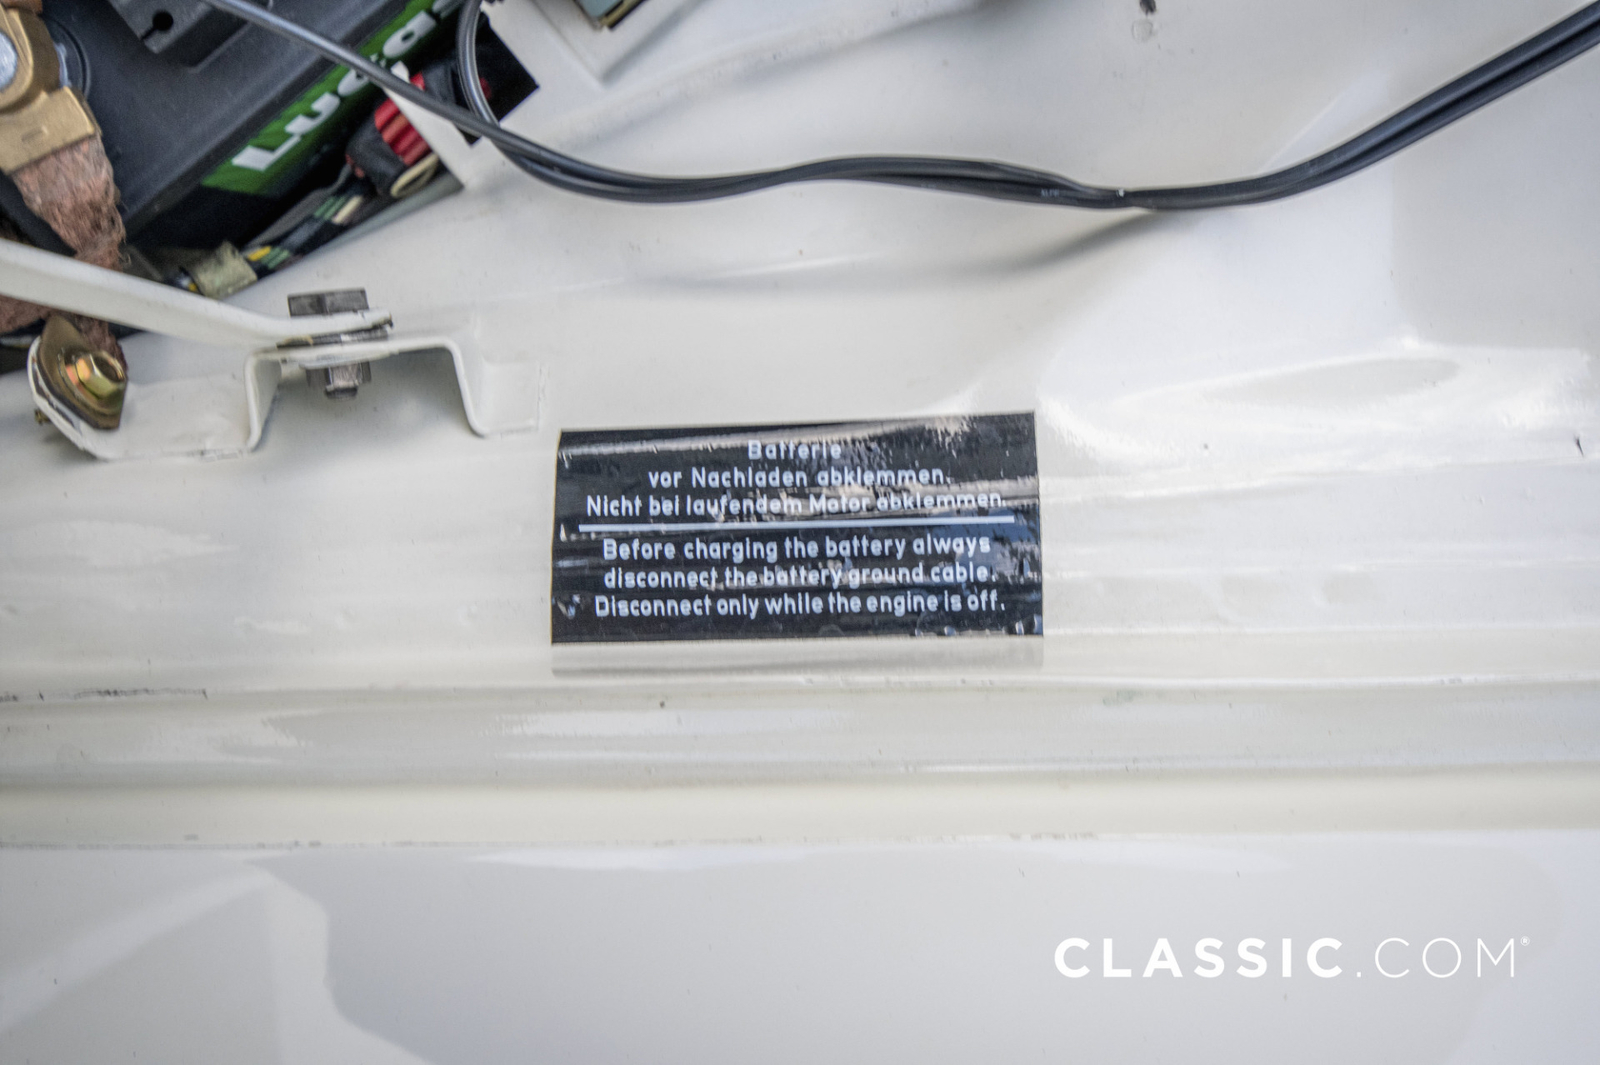 Lucas
Batterie
vor Nachladen abklemmen.
Nicht bei laufendem Motor abklemmen.
Before charging the battery always
disconnect the battery ground cable.
Disconnect only while the engine is off.
CLASSIC.COM®